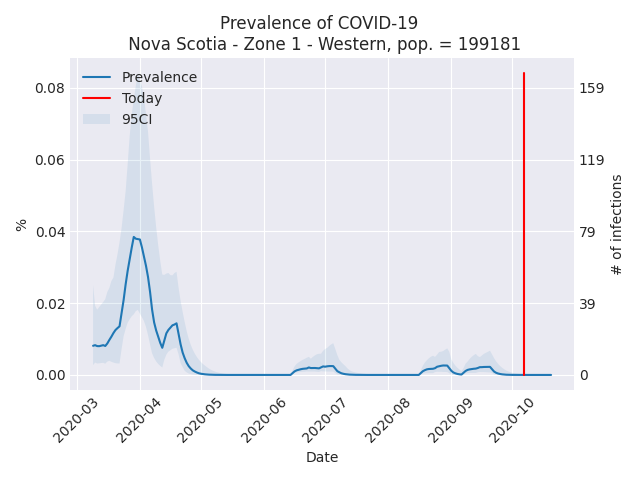 Prevalence of COVID-19
Nova Scotia - Zone 1 - Western, pop. = 199181
Prevalence
Today
95CI
0.08
0.06
0.04
0.02
0.00
%
159
119
79
39
0
# of infections
2020-03
2020-04
2020-05
2020-06
2020-07
2020-08
2020-09
2020-10
Date